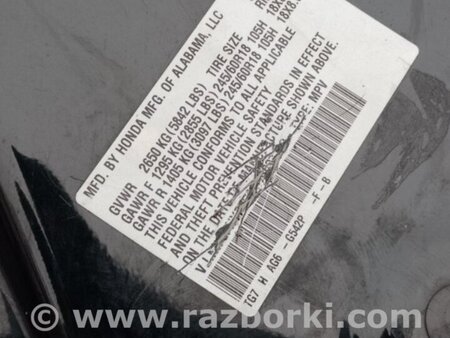 MFD. BY HONDA MFG. OF ALABAMA, LLC
GVWR 2650 KG(5842 LBS) TIRE SIZE
GAWR F 1295 KG(2855 LBS) 245/60R18 105H
GAWR R 1405 KG(3097 LBS) 245/60R18 105H
THIS VEHICLE CONFORMS TO ALL APPLICABLE
FEDERAL MOTOR VEHICLE SAFETY
AND THEFT PREVENTION STANDARDS IN EFFECT
ON THE DATE OF MANUFACTURE SHOWN ABOVE.
TYPE: MPV
TG7 H AG6 G542P -F -B
www.razborki.com